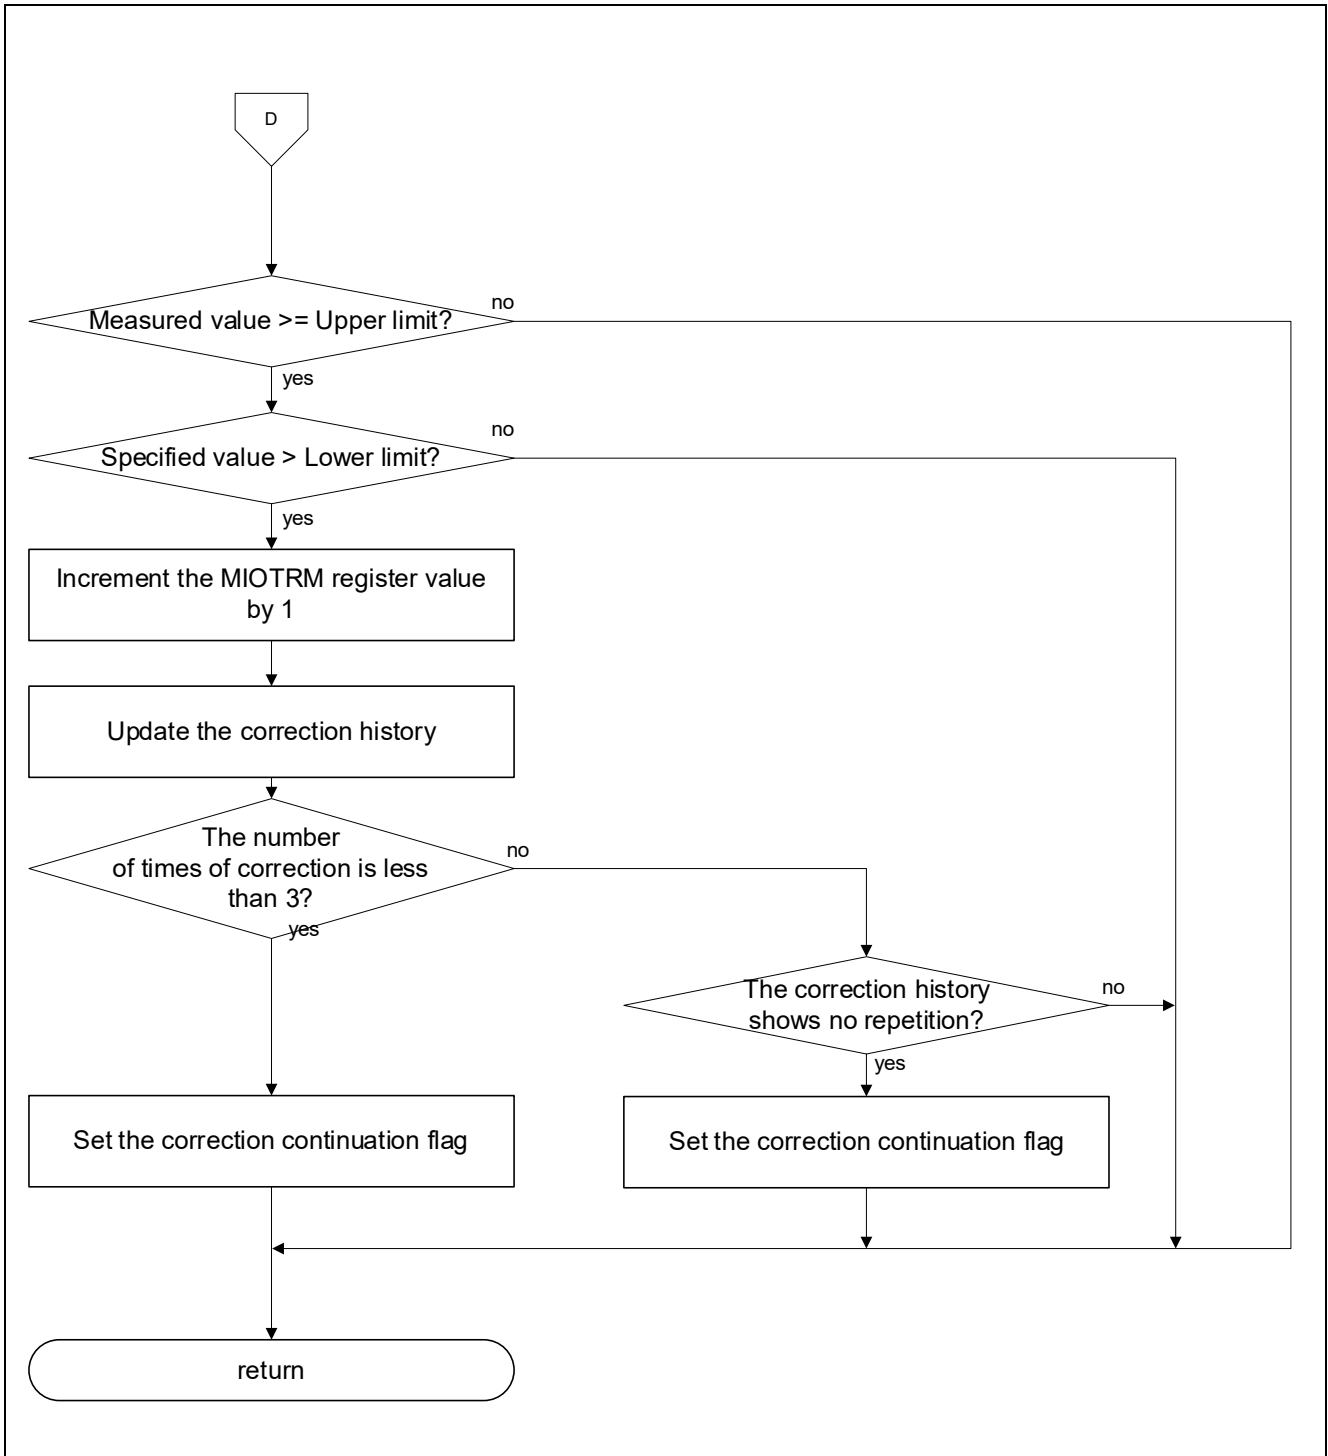 D
no
Measured value >= Upper limit?
yes
no
Specified value > Lower limit?
yes
Increment the MIOTRM register value
by 1
Update the correction history
The number
of times of correction is less
than 3?
no
yes
The correction history
shows no repetition?
no
yes
Set the correction continuation flag
Set the correction continuation flag
return